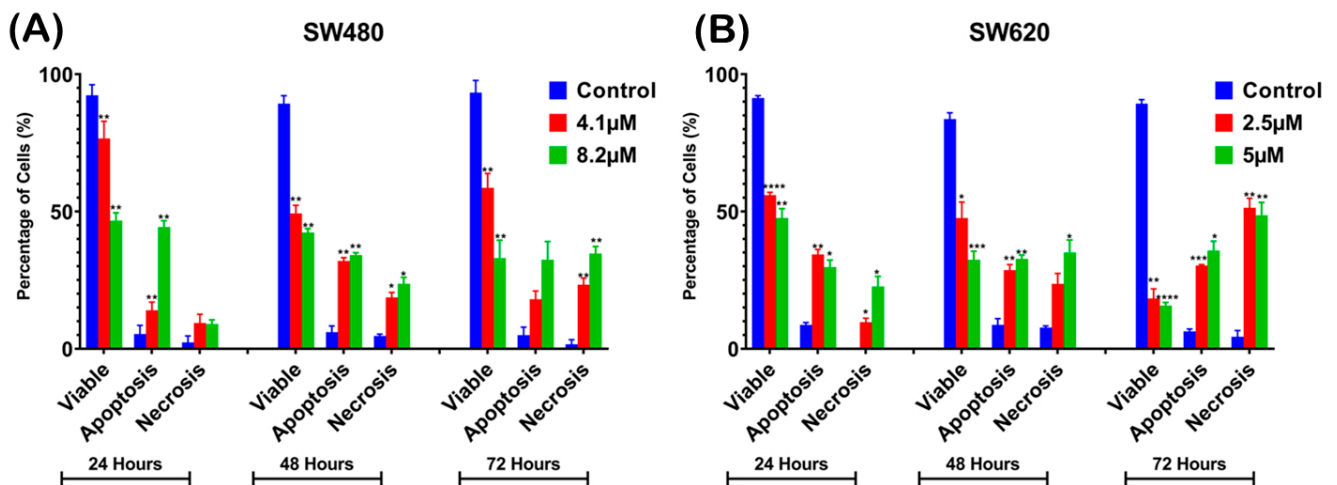 (A)
SW480
Percentage of Cells (%)
100
50
0
Control
4.1µM
8.2µM
** ** ** ** ** ** ** ** * * ** ** ** **
Viable Apoptosis Necrosis Viable Apoptosis Necrosis Viable Apoptosis Necrosis
24 Hours 48 Hours 72 Hours
(B)
SW620
Percentage of Cells (%)
100
50
0
Control
2.5µM
5µM
**** ** ** * * * * *** ** ** * ** **** *** * ** **
Viable Apoptosis Necrosis Viable Apoptosis Necrosis Viable Apoptosis Necrosis
24 Hours 48 Hours 72 Hours